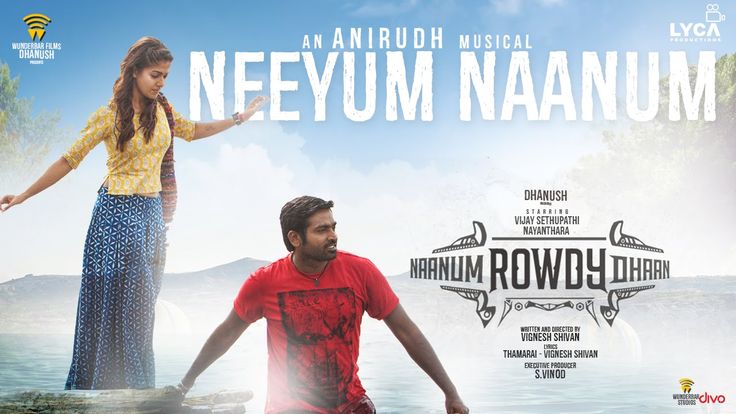 WUNDERBAR FILMS
DHANUSH
PRESENTS
AN ANIRUDH MUSICAL
NEEYUM NAANUM
LYCA
PRODUCTIONS
DHANUSH
STARRING
VIJAY SETHUPATHI
NAYANTHARA
NAANUM ROWDY DHAAN
WRITTEN AND DIRECTED BY
VIGNESH SHIVAN
LYRICS
THAMARAI - VIGNESH SHIVAN
EXECUTIVE PRODUCER
S.VINOD
WUNDERBAR
STUDIOS
divo